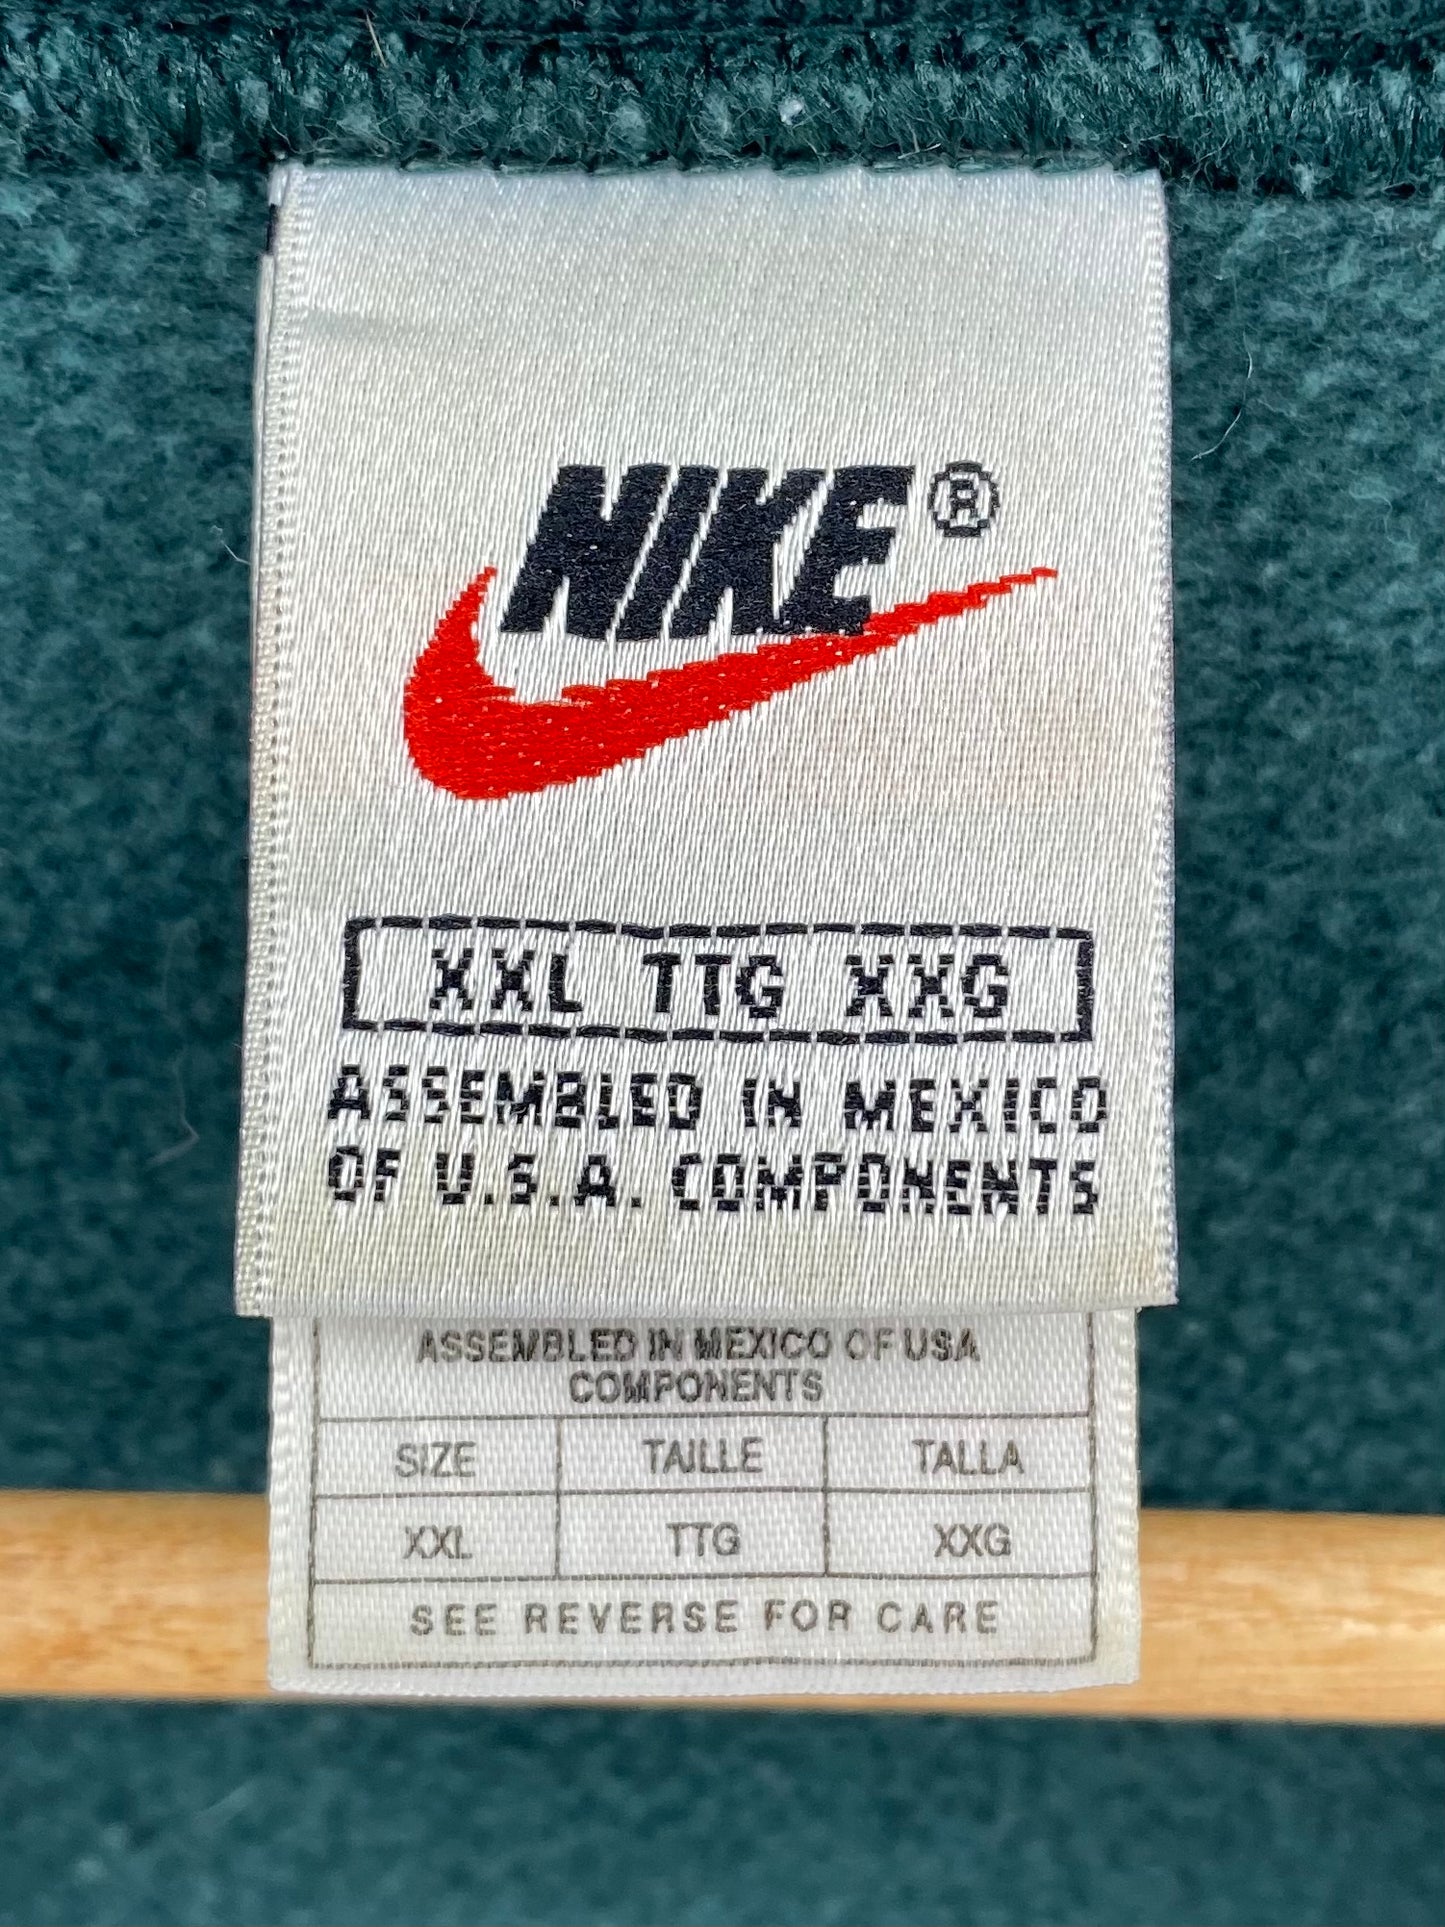 NIKE®
XXL TTG XXG
ASSEMBLED IN MEXICO
OF U.S.A. COMPONENTS
ASSEMBLED IN MEXICO OF USA
COMPONENTS
SIZE TAILLE TALLA
XXL TTG XXG
SEE REVERSE FOR CARE